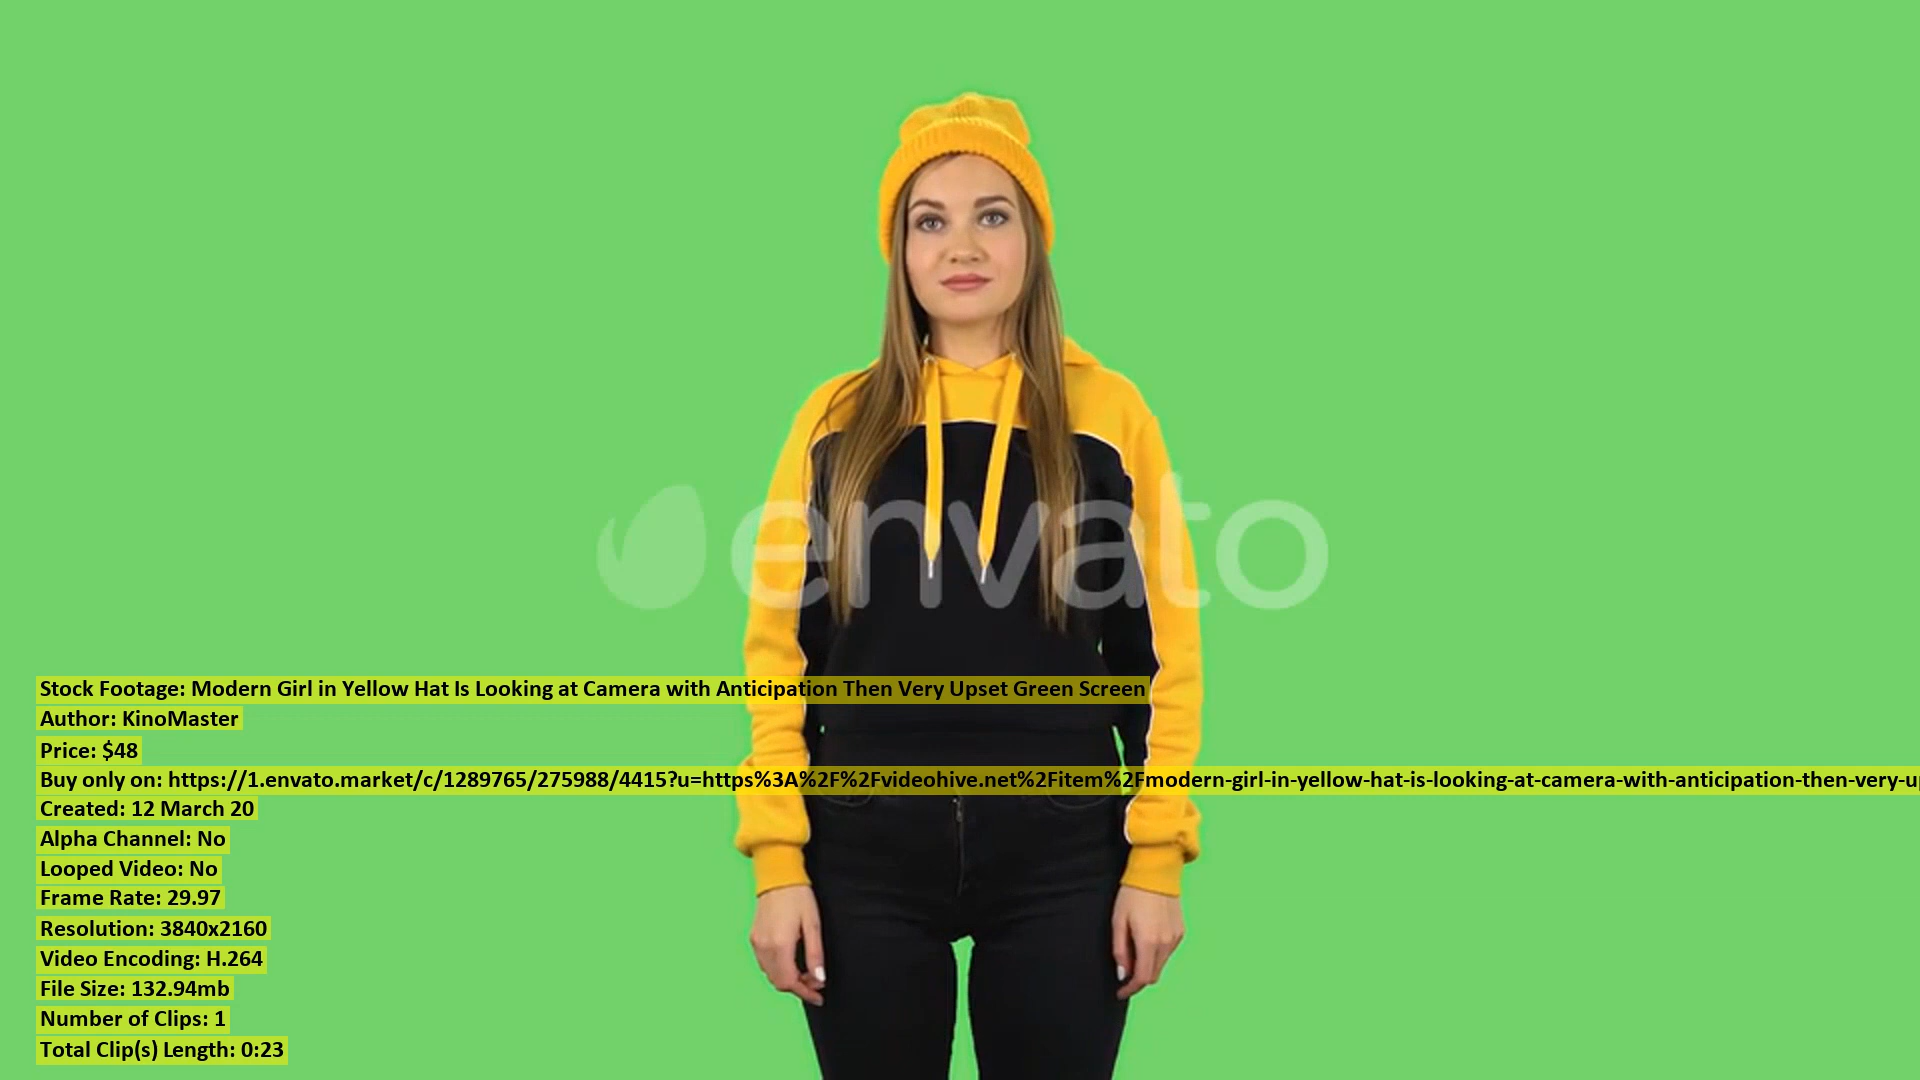 envato
Stock Footage: Modern Girl in Yellow Hat Is Looking at Camera with Anticipation Then Very Upset Green Screen
Author: KinoMaster
Price: $48
Buy only on: https://1.envato.market/c/1289765/275988/4415?u=https%3A%2F%2Fvideohive.net%2Fitem%2Fmodern-girl-in-yellow-hat-is-looking-at-camera-with-anticipation-then-very-u
Created: 12 March 20
Alpha Channel: No
Looped Video: No
Frame Rate: 29.97
Resolution: 3840x2160
Video Encoding: H.264
File Size: 132.94mb
Number of Clips: 1
Total Clip(s) Length: 0:23